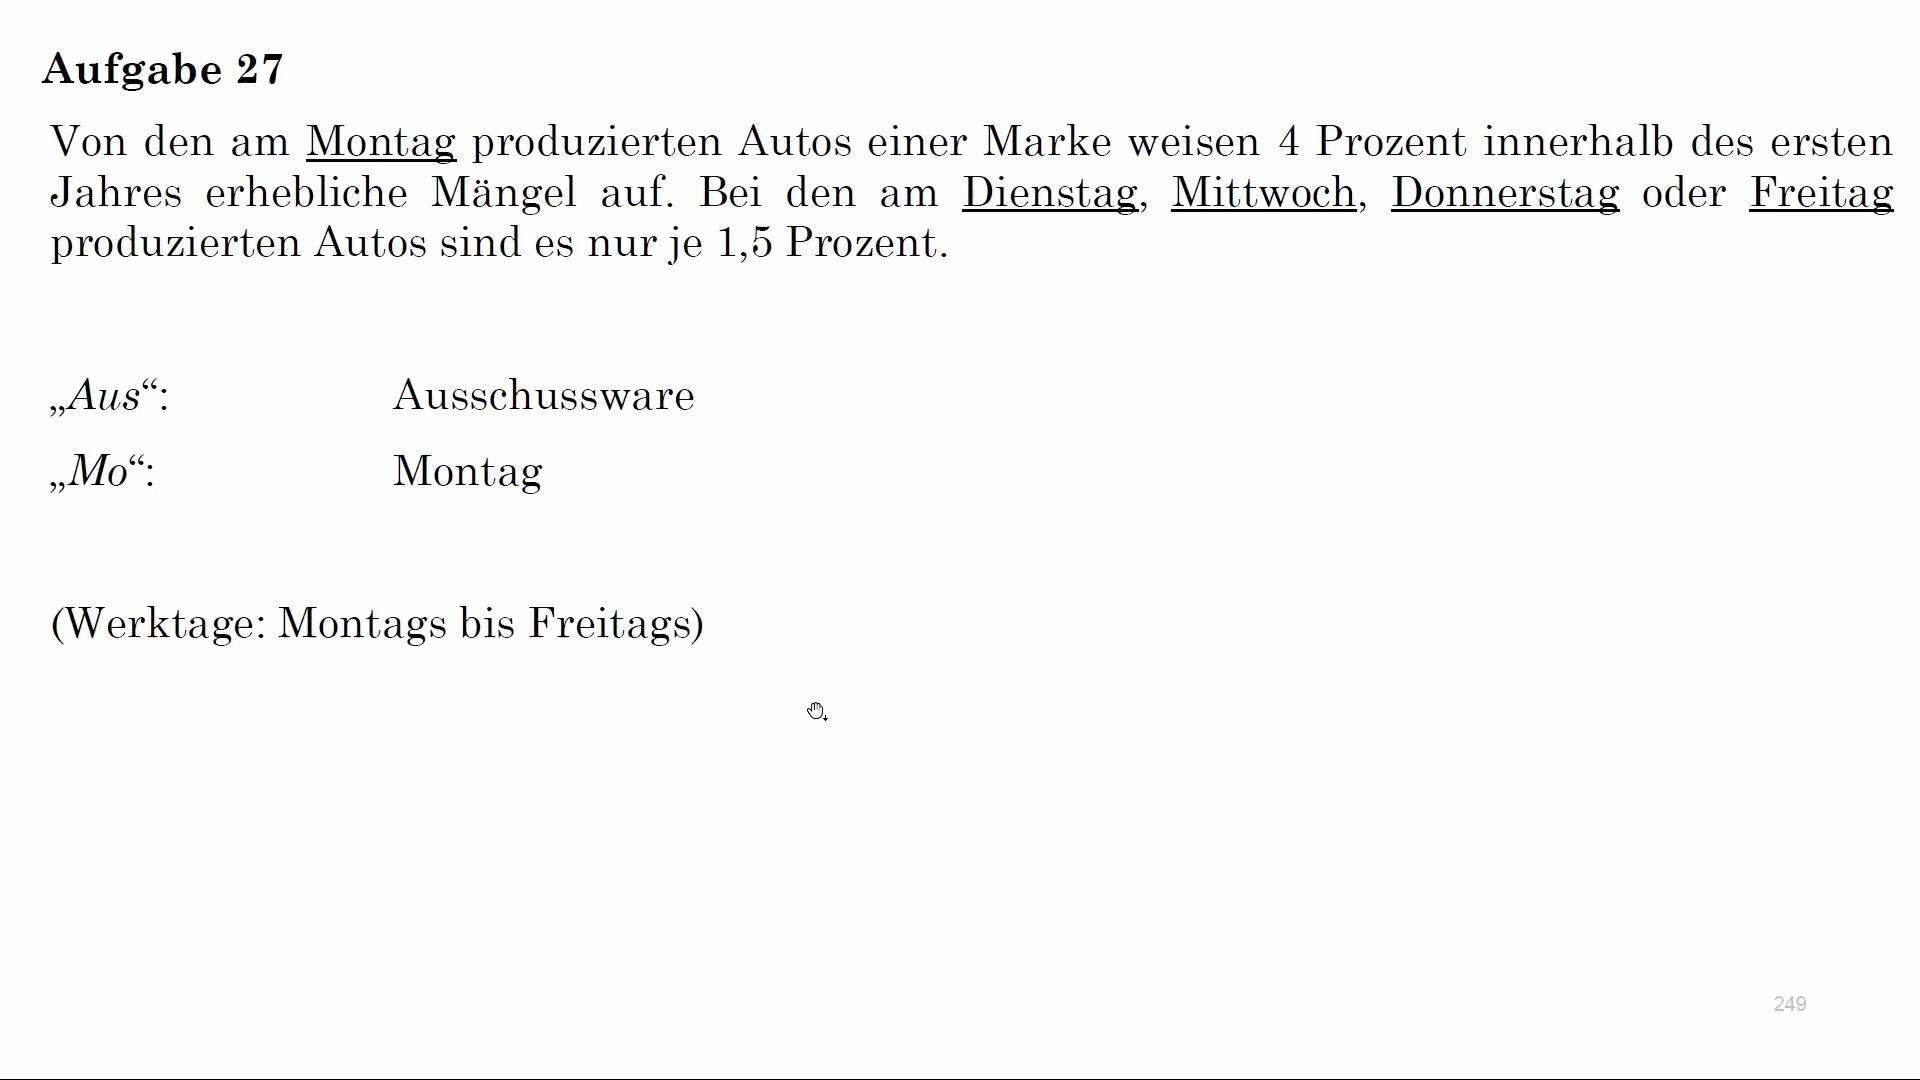 Aufgabe 27
Von den am Montag produzierten Autos einer Marke weisen 4 Prozent innerhalb des ersten
Jahres erhebliche Mängel auf. Bei den am Dienstag, Mittwoch, Donnerstag oder Freitag
produzierten Autos sind es nur je 1,5 Prozent.
„Aus“: Ausschussware
„Mo“: Montag
(Werktage: Montags bis Freitags)
249